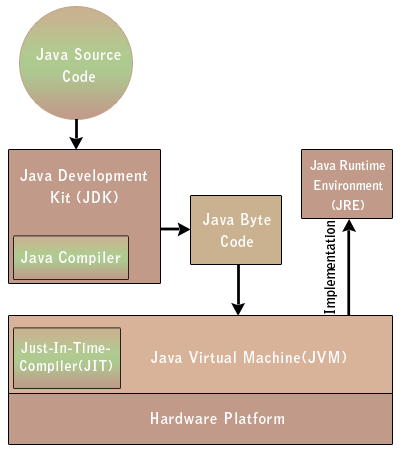 Java Source
Code
Java Development
Kit (JDK)
Java Compiler
Java Byte
Code
Java Runtime
Environment
(JRE)
Implementation
Just-In-Time-
Compiler(JIT)
Java Virtual Machine(JVM)
Hardware Platform